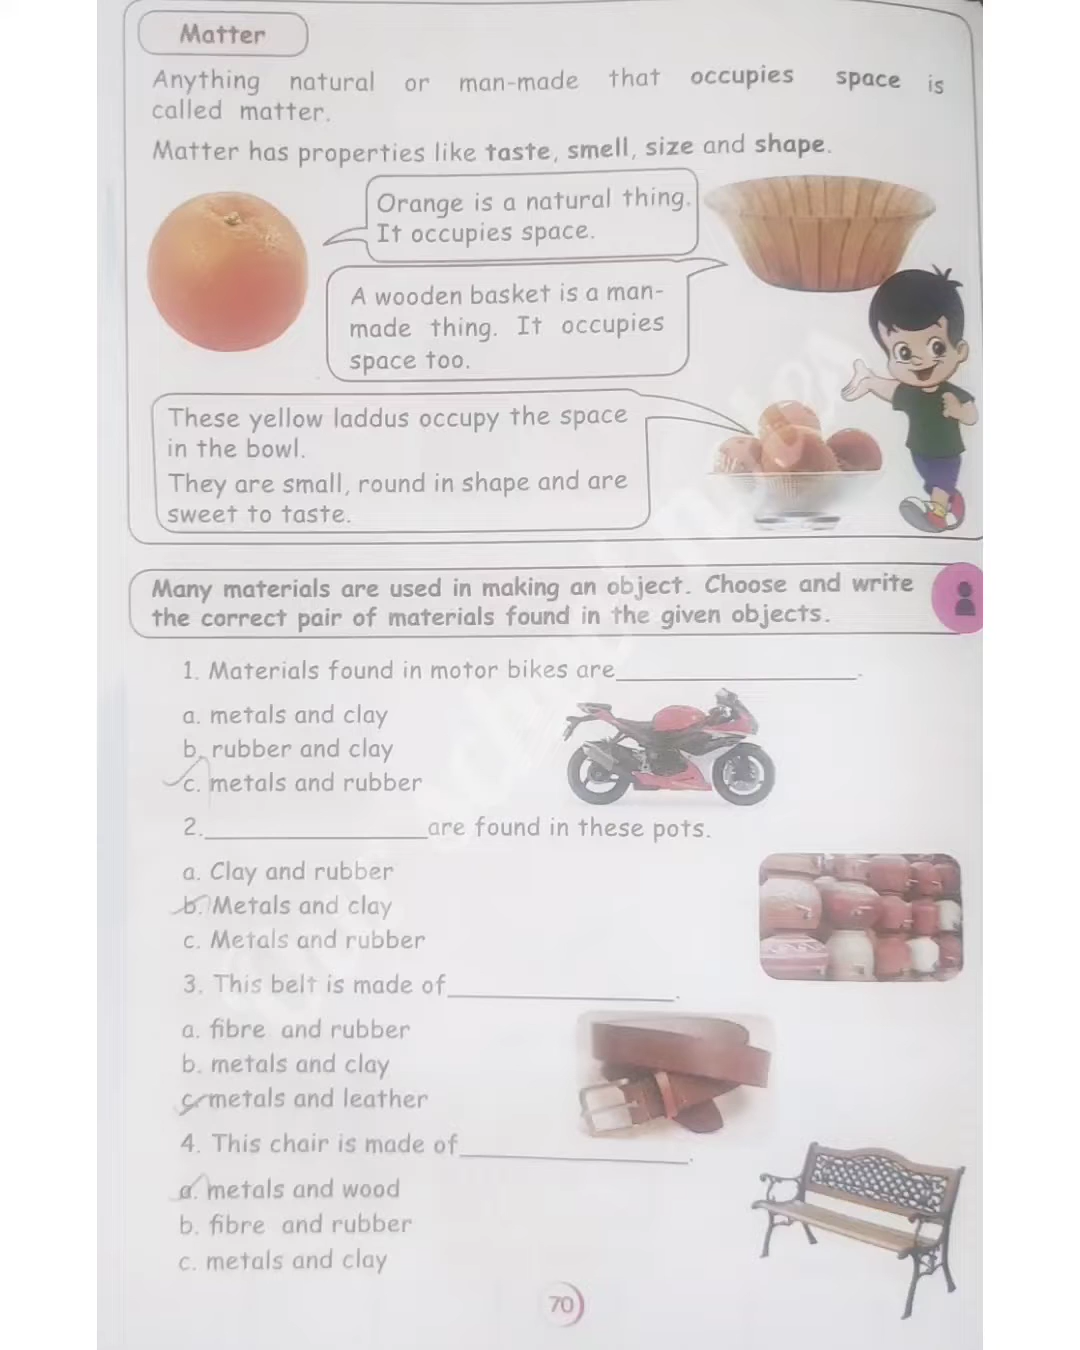 Matter
Anything natural or man-made that occupies space is
called matter.
Matter has properties like taste, smell, size and shape.
Orange is a natural thing.
It occupies space.
A wooden basket is a man-
made thing. It occupies
space too.
These yellow laddus occupy the space
in the bowl.
They are small, round in shape and are
sweet to taste.
Many materials are used in making an object. Choose and write
the correct pair of materials found in the given objects.
1. Materials found in motor bikes are____________________.
a. metals and clay
b. rubber and clay
c. metals and rubber
2.____________________are found in these pots.
a. Clay and rubber
b. Metals and clay
c. Metals and rubber
3. This belt is made of____________________.
a. fibre and rubber
b. metals and clay
c. metals and leather
4. This chair is made of____________________.
a. metals and wood
b. fibre and rubber
c. metals and clay
70